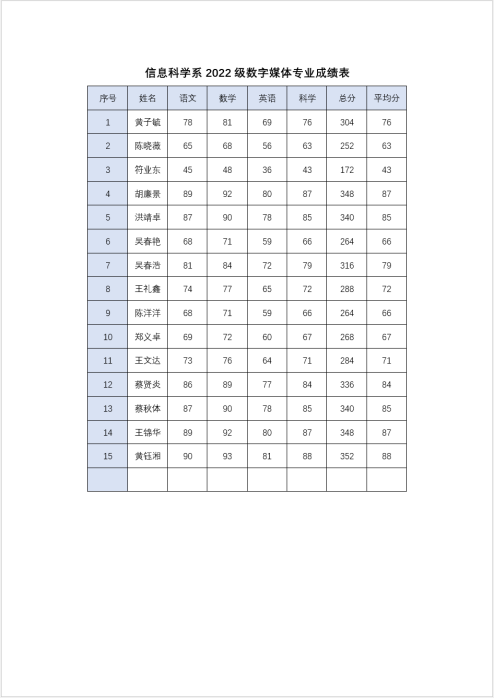 信息科学系 2022 级数字媒体专业成绩表
序号 姓名 语文 数学 英语 科学 总分 平均分
1 黄子毓 78 81 69 76 304 76
2 陈晓薇 65 68 56 63 252 63
3 符业东 45 48 36 43 172 43
4 胡廉景 89 92 80 87 348 87
5 洪靖卓 87 90 78 85 340 85
6 吴春艳 68 71 59 66 264 66
7 吴春浩 81 84 72 79 316 79
8 王礼鑫 74 77 65 72 288 72
9 陈洋洋 68 71 59 66 264 66
10 郑义卓 69 72 60 67 268 67
11 王文达 73 76 64 71 284 71
12 蔡贤炎 86 89 77 84 336 84
13 蔡秋体 87 90 78 85 340 85
14 王锦华 89 92 80 87 348 87
15 黄钰湘 90 93 81 88 352 88